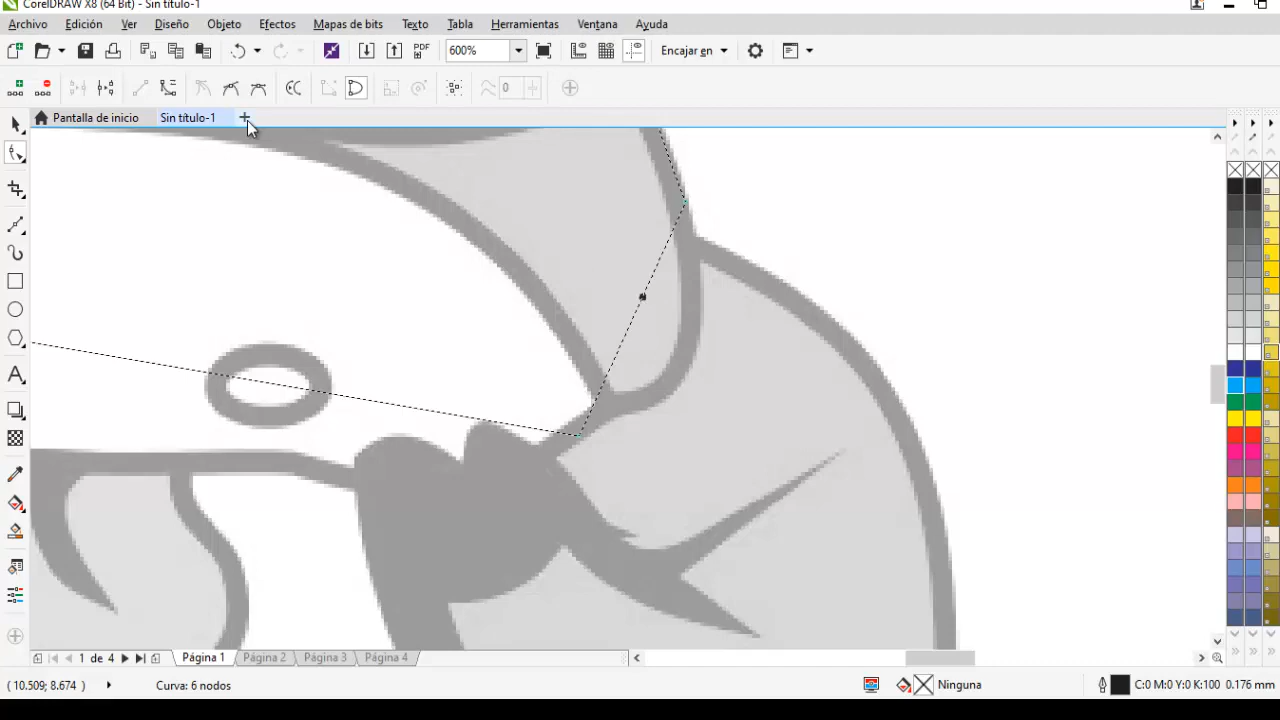 CorelDRAW X8 (64 Bit) - Sin título-1
Archivo Edición Ver Diseño Objeto Efectos Mapas de bits Texto Tabla Herramientas Ventana Ayuda
PDF 600% Encajar en
0
Pantalla de inicio Sin título-1
A
1 de 4 Página 1 Página 2 Página 3 Página 4
( 10.509; 8.674 ) Curva: 6 nodos Ninguna C:0 M:0 Y:0 K:100 0.176 mm